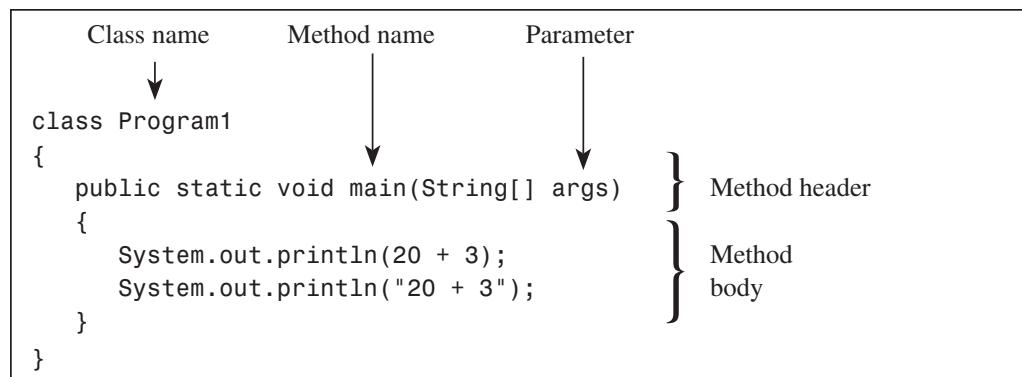 Class name Method name Parameter
class Program1
{
public static void main(String[] args) } Method header
{
System.out.println(20 + 3); } Method
System.out.println("20 + 3"); body
}
}